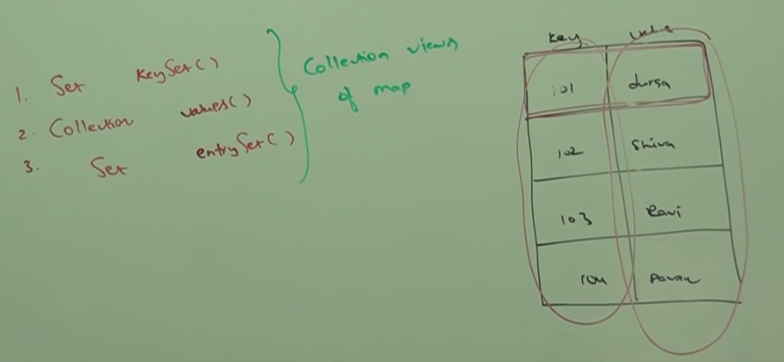 1. Set keySet()
2. Collection values()
3. Set entrySet()
Collection views
of map
key value
101 durga
102 Shiva
103 Ravi
104 Pavan